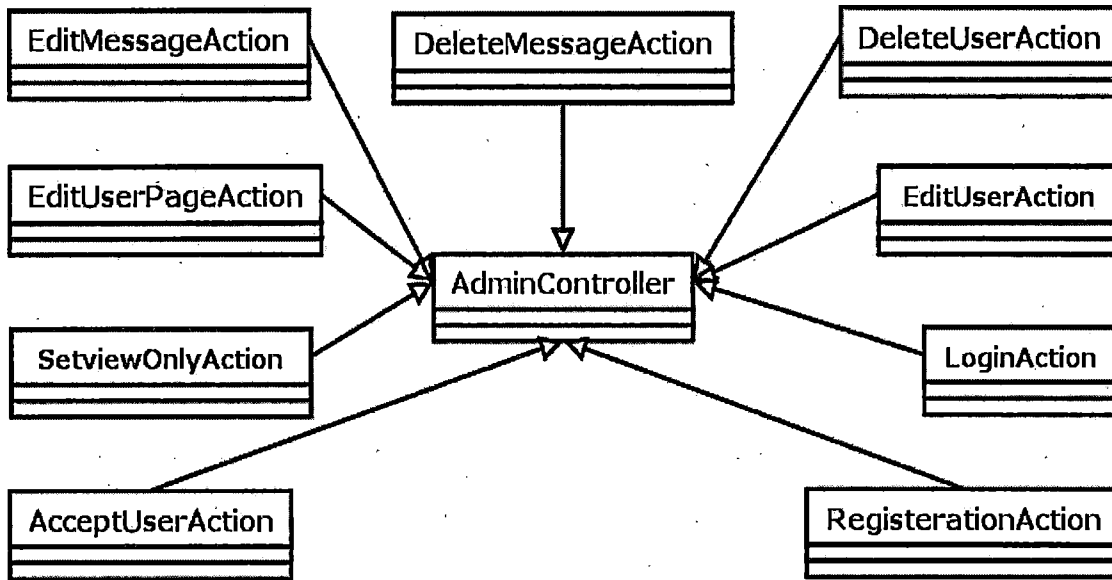 EditMessageAction
DeleteMessageAction
DeleteUserAction
EditUserPageAction
EditUserAction
AdminController
SetviewOnlyAction
LoginAction
AcceptUserAction
RegisterationAction